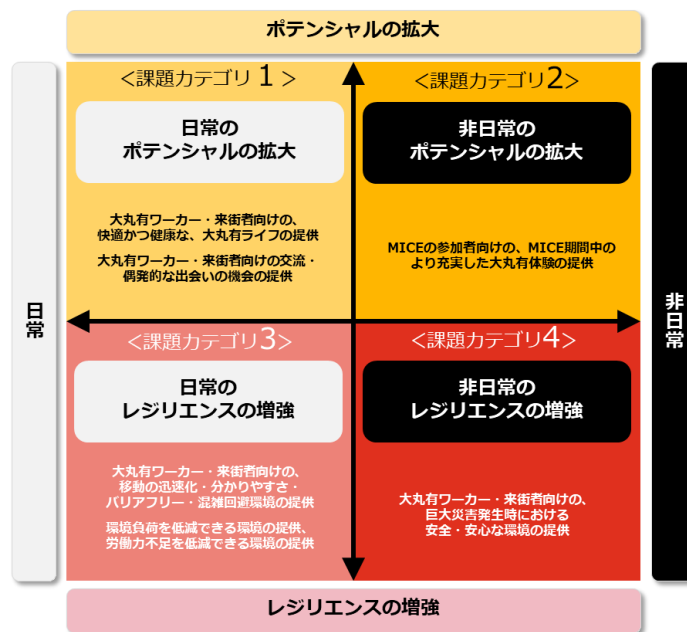 ポテンシャルの拡大
<課題カテゴリ1>
<課題カテゴリ2>
日常の
ポテンシャルの拡大
非日常の
ポテンシャルの拡大
大丸有ワーカー・来街者向けの、
快適かつ健康な、大丸有ライフの提供
大丸有ワーカー・来街者向けの交流・
偶発的な出会いの機会の提供
MICEの参加者向けの、MICE期間中の
より充実した大丸有体験の提供
日常
非日常
<課題カテゴリ3>
<課題カテゴリ4>
日常の
レジリエンスの増強
非日常の
レジリエンスの増強
大丸有ワーカー・来街者向けの、
移動の迅速化・分かりやすさ・
バリアフリー・混雑回避環境の提供
環境負荷を低減できる環境の提供、
労働力不足を低減できる環境の提供
大丸有ワーカー・来街者向けの、
巨大災害発生時における
安全・安心な環境の提供
レジリエンスの増強